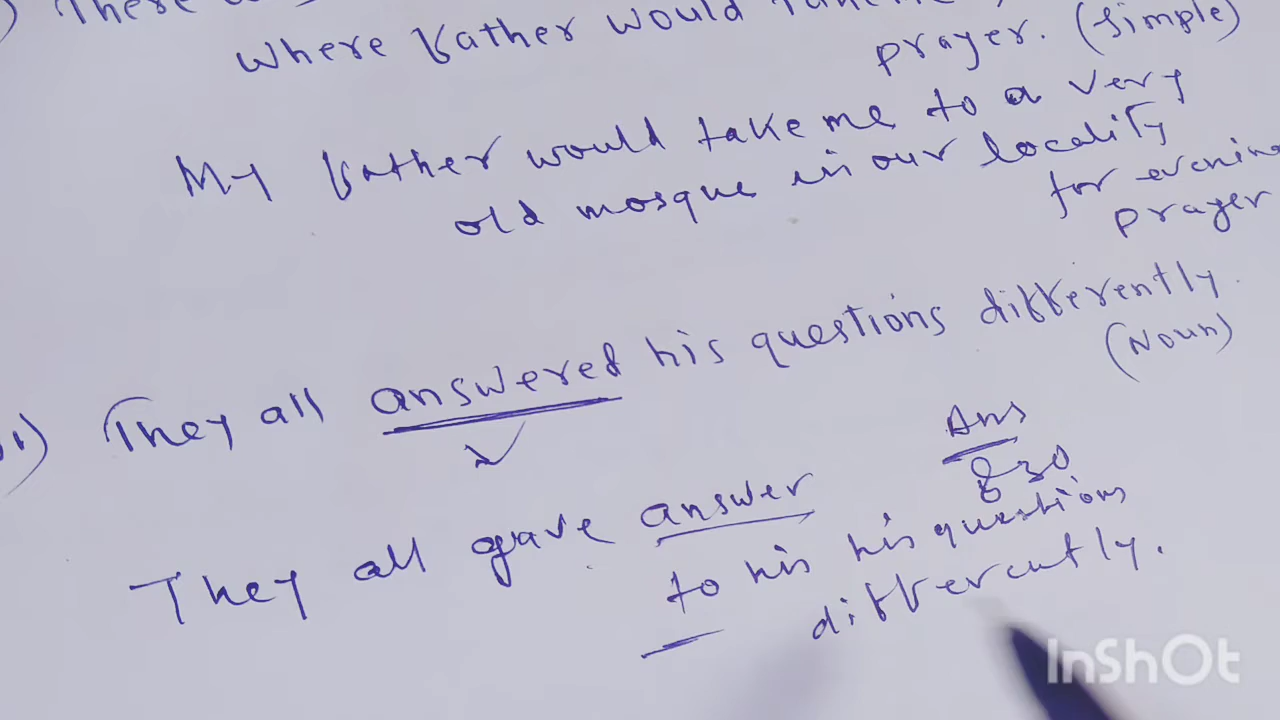 There
where Father would
prayer. (Simple)
My Father would take me to a very
old mosque in our locality
for evening
prayer
They all answered his questions differently.
(Noun)
Ans
They all gave answer
to his his questions
differently.
InShOt